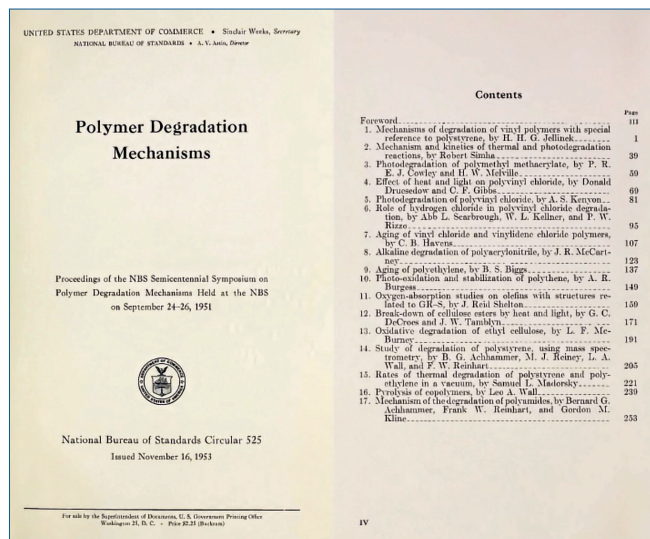 UNITED STATES DEPARTMENT OF COMMERCE • Sinclair Weeks, Secretary
NATIONAL BUREAU OF STANDARDS • A. V. Astin, Director
Polymer Degradation
Mechanisms
Proceedings of the NBS Semicentennial Symposium on
Polymer Degradation Mechanisms Held at the NBS
on September 24-26, 1951
National Bureau of Standards Circular 525
Issued November 16, 1953
For sale by the Superintendent of Documents, U. S. Government Printing Office
Washington 25, D. C. - Price $2.25 (Buckram)
Contents
Page
Foreword III
1. Mechanisms of degradation of vinyl polymers with special
reference to polystyrene, by H. H. G. Jellinek 1
2. Mechanism and kinetics of thermal and photodegradation
reactions, by Robert Simha 39
3. Photodegradation of polymethyl methacrylate, by P. R.
E. J. Cowley and H. W. Melville 59
4. Effect of heat and light on polyvinyl chloride, by Donald
Druesedow and C. F. Gibbs 69
5. Photodegradation of polyvinyl chloride, by A. S. Kenyon 81
6. Role of hydrogen chloride in polyvinyl chloride degrada-
tion, by Abb L. Scarbrough, W. L. Kellner, and P. W.
Rizzo 95
7. Aging of vinyl chloride and vinylidene chloride polymers,
by C. B. Havens 107
8. Alkaline degradation of polyacrylonitrile, by J. R. McCart-
ney 123
9. Aging of polyethylene, by B. S. Biggs 137
10. Photo-oxidation and stabilization of polythene, by A. R.
Burgess 149
11. Oxygen-absorption studies on olefins with structures re-
lated to GR-S, by J. Reid Shelton 159
12. Break-down of cellulose esters by heat and light, by G. C.
DeCroes and J. W. Tamblyn 171
13. Oxidative degradation of ethyl cellulose, by L. F. Mc-
Burney 191
14. Study of degradation of polystyrene, using mass spec-
trometry, by B. G. Achhammer, M. J. Reiney, L. A.
Wall, and F. W. Reinhart 205
15. Rates of thermal degradation of polystyrene and poly-
ethylene in a vacuum, by Samuel L. Madorsky 221
16. Pyrolysis of copolymers, by Leo A. Wall 239
17. Mechanism of the degradation of polyamides, by Bernard G.
Achhammer, Frank W. Reinhart, and Gordon M.
Kline 253
IV